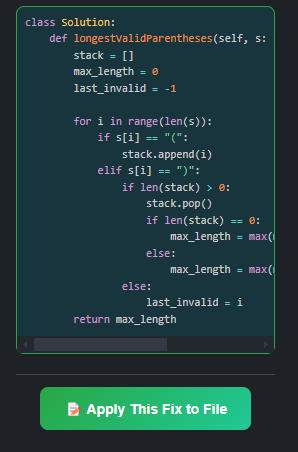 class Solution:
    def longestValidParentheses(self, s:
        stack = []
        max_length = 0
        last_invalid = -1

        for i in range(len(s)):
            if s[i] == "(":
                stack.append(i)
            elif s[i] == ")":
                if len(stack) > 0:
                    stack.pop()
                    if len(stack) == 0:
                        max_length = max(
                    else:
                        max_length = max(
                else:
                    last_invalid = i
        return max_length
Apply This Fix to File